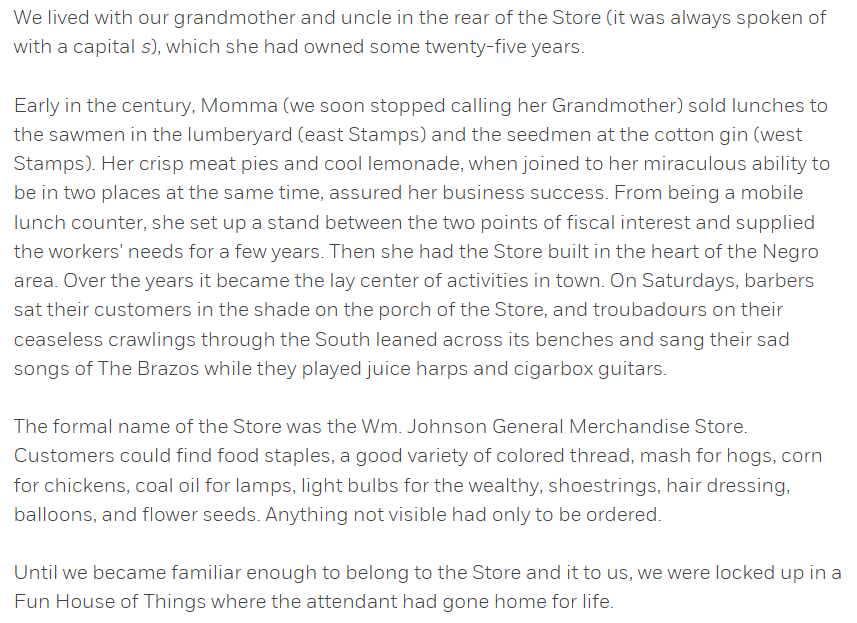 We lived with our grandmother and uncle in the rear of the Store (it was always spoken of
with a capital s), which she had owned some twenty-five years.
Early in the century, Momma (we soon stopped calling her Grandmother) sold lunches to
the sawmen in the lumberyard (east Stamps) and the seedmen at the cotton gin (west
Stamps). Her crisp meat pies and cool lemonade, when joined to her miraculous ability to
be in two places at the same time, assured her business success. From being a mobile
lunch counter, she set up a stand between the two points of fiscal interest and supplied
the workers' needs for a few years. Then she had the Store built in the heart of the Negro
area. Over the years it became the lay center of activities in town. On Saturdays, barbers
sat their customers in the shade on the porch of the Store, and troubadours on their
ceaseless crawlings through the South leaned across its benches and sang their sad
songs of The Brazos while they played juice harps and cigarbox guitars.
The formal name of the Store was the Wm. Johnson General Merchandise Store.
Customers could find food staples, a good variety of colored thread, mash for hogs, corn
for chickens, coal oil for lamps, light bulbs for the wealthy, shoestrings, hair dressing,
balloons, and flower seeds. Anything not visible had only to be ordered.
Until we became familiar enough to belong to the Store and it to us, we were locked up in a
Fun House of Things where the attendant had gone home for life.